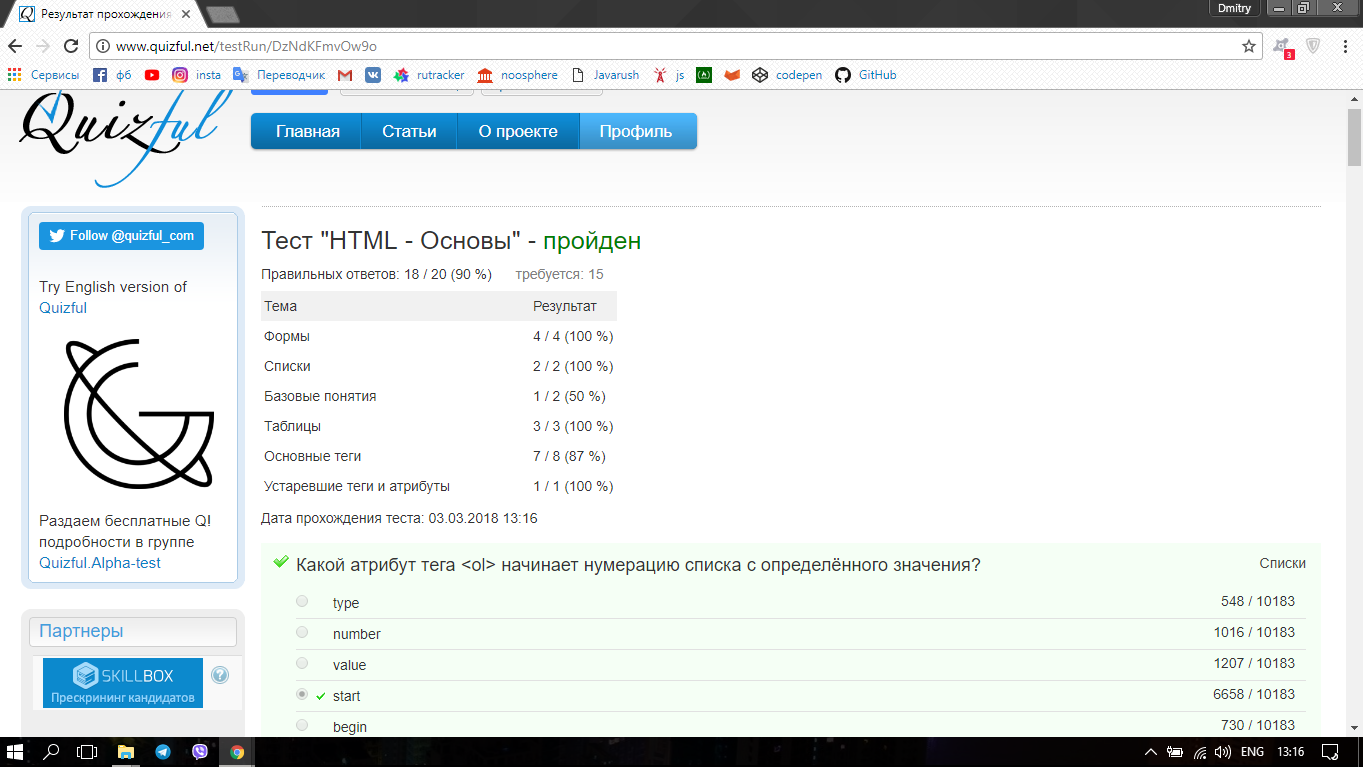 Результат прохождения
Dmitry
www.quizful.net/testRun/DzNdKFmvOw9o
3
Сервисы фб insta Переводчик rutracker noosphere Javarush js codepen GitHub
Quizful
Главная Статьи О проекте Профиль
Follow @quizful_com
Try English version of
Quizful
Раздаем бесплатные Q!
подробности в группе
Quizful.Alpha-test
Партнеры
SKILLBOX
?
Прескрининг кандидатов
Тест "HTML - Основы" - пройден
Правильных ответов: 18 / 20 (90 %) требуется: 15
Тема Результат
Формы 4 / 4 (100 %)
Списки 2 / 2 (100 %)
Базовые понятия 1 / 2 (50 %)
Таблицы 3 / 3 (100 %)
Основные теги 7 / 8 (87 %)
Устаревшие теги и атрибуты 1 / 1 (100 %)
Дата прохождения теста: 03.03.2018 13:16
Какой атрибут тега <ol> начинает нумерацию списка с определённого значения? Списки
type 548 / 10183
number 1016 / 10183
value 1207 / 10183
start 6658 / 10183
begin 730 / 10183
ENG 13:16